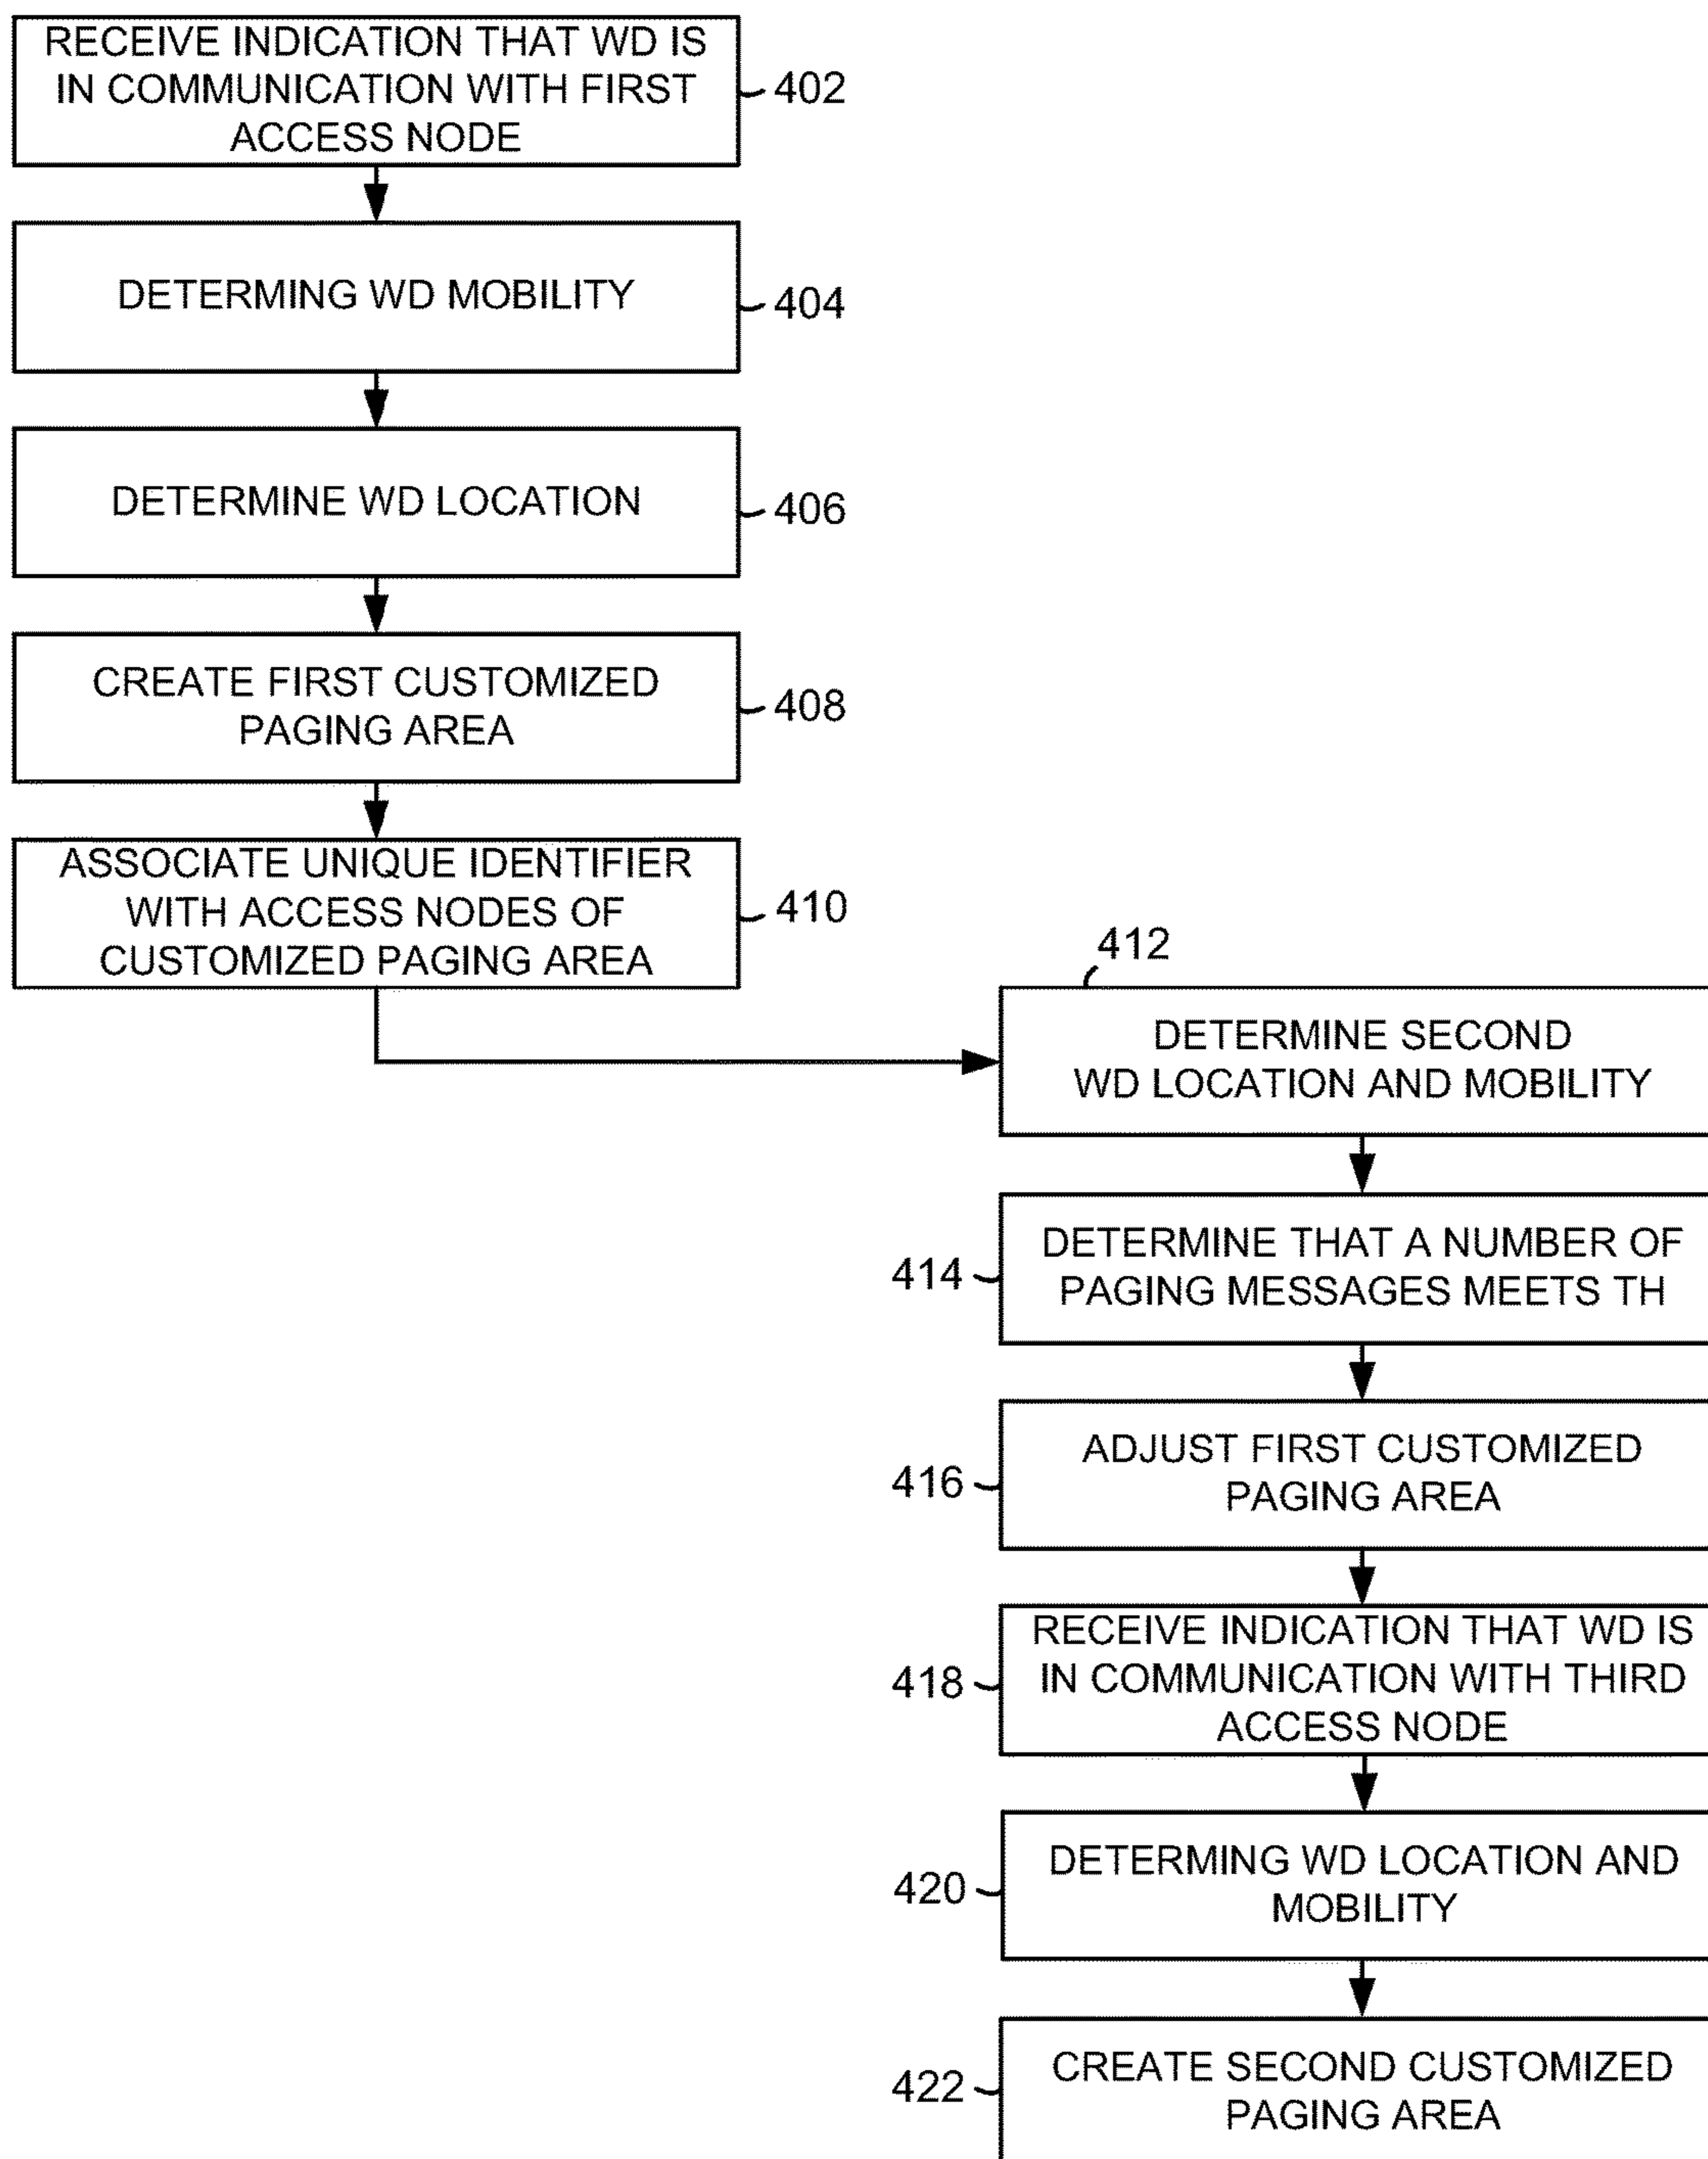 RECEIVE INDICATION THAT WD IS
IN COMMUNICATION WITH FIRST
ACCESS NODE
402
DETERMING WD MOBILITY
404
DETERMINE WD LOCATION
406
CREATE FIRST CUSTOMIZED
PAGING AREA
408
ASSOCIATE UNIQUE IDENTIFIER
WITH ACCESS NODES OF
CUSTOMIZED PAGING AREA
410
412
DETERMINE SECOND
WD LOCATION AND MOBILITY
414
DETERMINE THAT A NUMBER OF
PAGING MESSAGES MEETS TH
416
ADJUST FIRST CUSTOMIZED
PAGING AREA
418
RECEIVE INDICATION THAT WD IS
IN COMMUNICATION WITH THIRD
ACCESS NODE
420
DETERMING WD LOCATION AND
MOBILITY
422
CREATE SECOND CUSTOMIZED
PAGING AREA